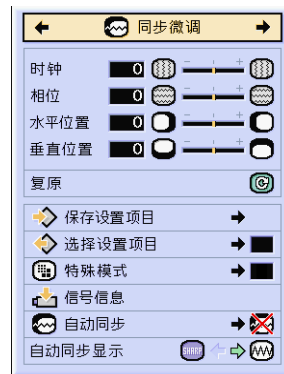 同步微调
时钟 0
相位 0
水平位置 0
垂直位置 0
复原
保存设置项目
选择设置项目
特殊模式
信号信息
自动同步
自动同步显示 SHARP